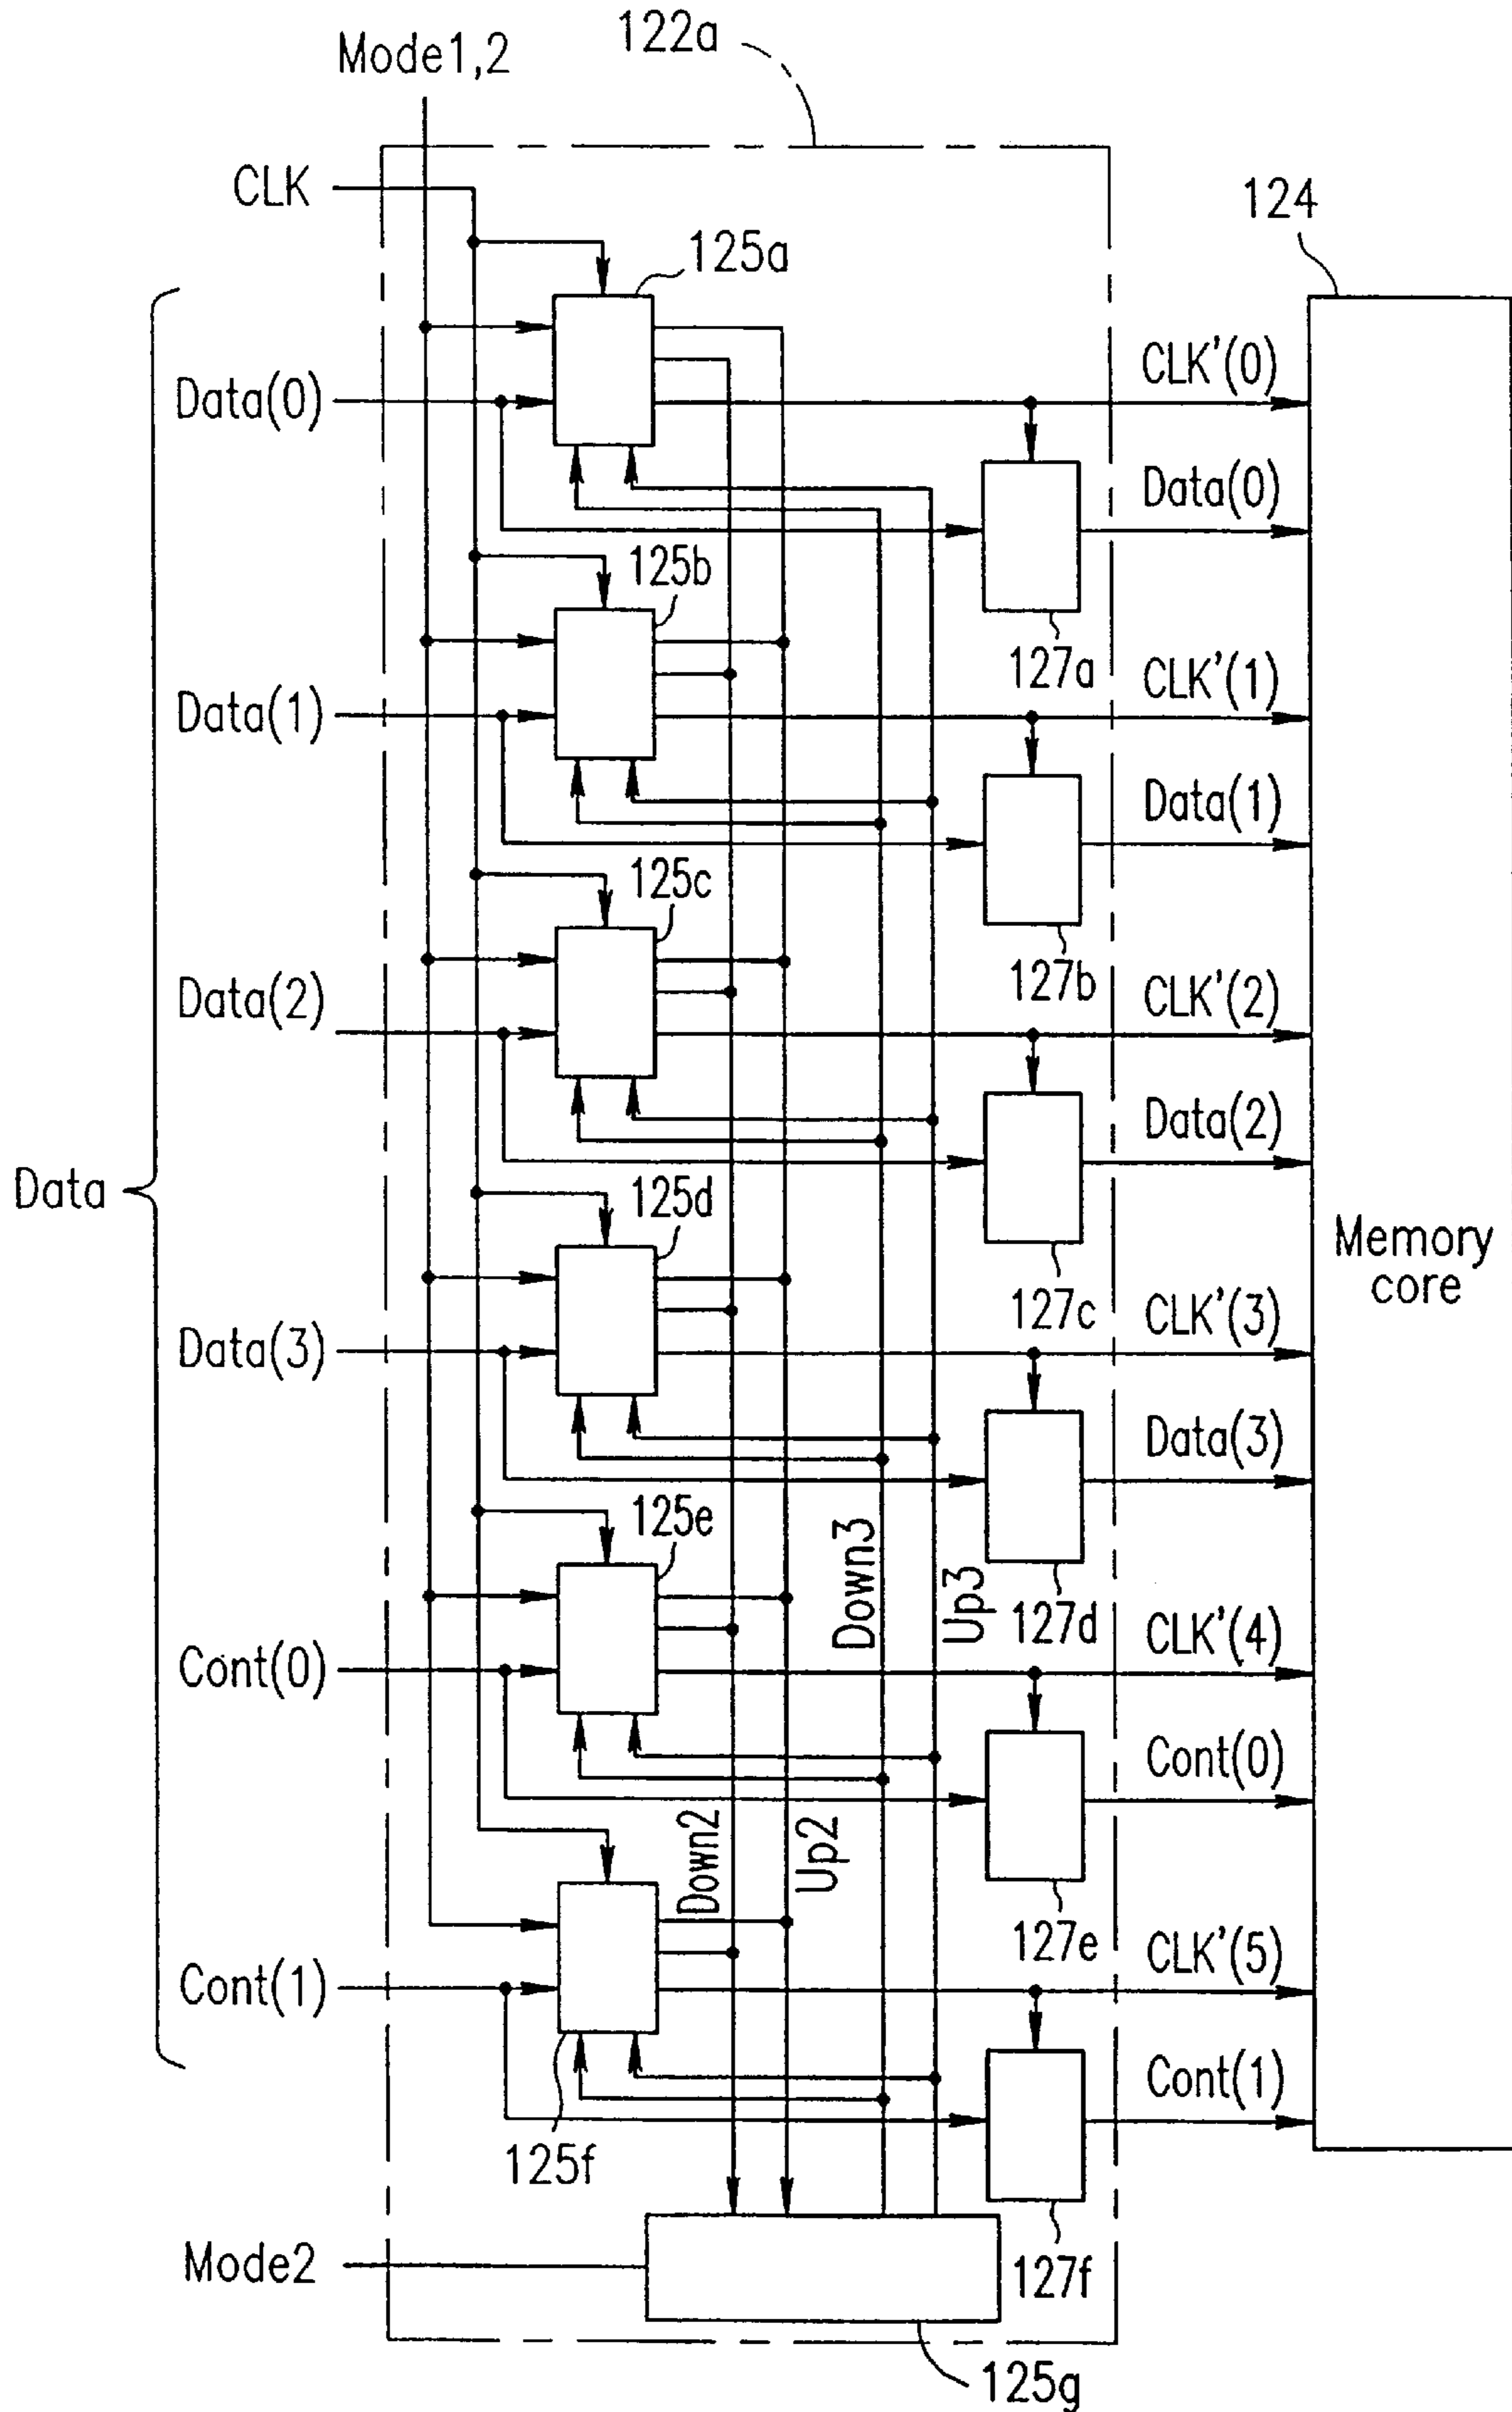 122a
Mode1,2
CLK
124
125a
CLK'(0)
Data(0)
Data(0)
125b
127a
CLK'(1)
Data(1)
Data(1)
125c
127b
CLK'(2)
Data(2)
Data(2)
Data
125d
Memory
core
127c
CLK'(3)
Data(3)
Data(3)
125e
Down3
Up3
127d
CLK'(4)
Cont(0)
Cont(0)
Down2
Up2
127e
CLK'(5)
Cont(1)
Cont(1)
125f
Mode2
127f
125g